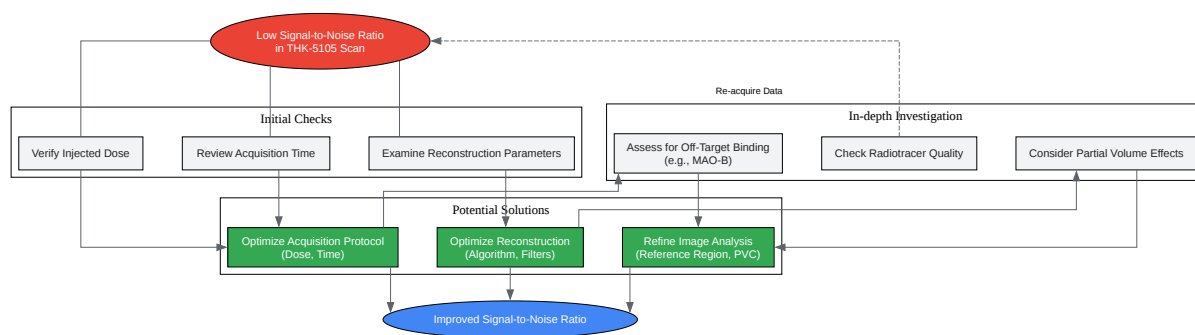 Low Signal-to-Noise Ratio
in THK-5105 Scan
Re-acquire Data
Initial Checks
In-depth Investigation
Verify Injected Dose
Review Acquisition Time
Examine Reconstruction Parameters
Assess for Off-Target Binding
(e.g., MAO-B)
Check Radiotracer Quality
Consider Partial Volume Effects
Potential Solutions
Optimize Acquisition Protocol
(Dose, Time)
Optimize Reconstruction
(Algorithm, Filters)
Refine Image Analysis
(Reference Region, PVC)
Improved Signal-to-Noise Ratio